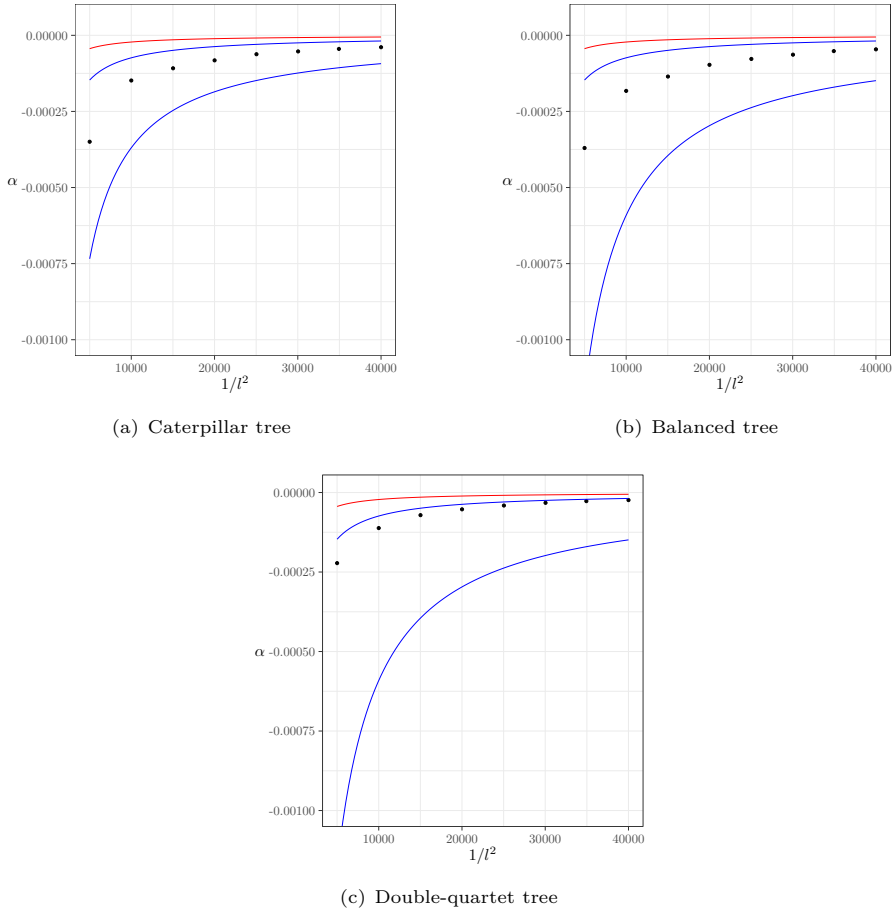 0.00000
-0.00025
α
-0.00050
-0.00075
-0.00100
10000 20000 30000 40000
1/l²
(a) Caterpillar tree
0.00000
-0.00025
α
-0.00050
-0.00075
-0.00100
10000 20000 30000 40000
1/l²
(b) Balanced tree
0.00000
-0.00025
α -0.00050
-0.00075
-0.00100
10000 20000 30000 40000
1/l²
(c) Double-quartet tree